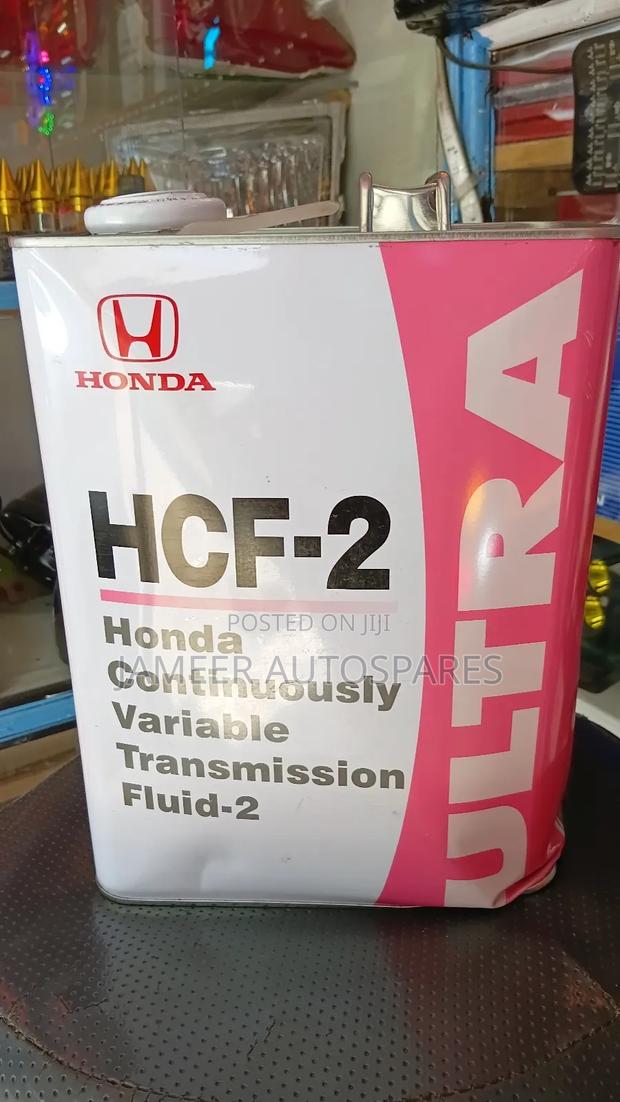 HONDA
HCF-2
Honda
Continuously
Variable
Transmission
Fluid-2
ULTRA
POSTED ON JIJI
JAMEER AUTOSPARES